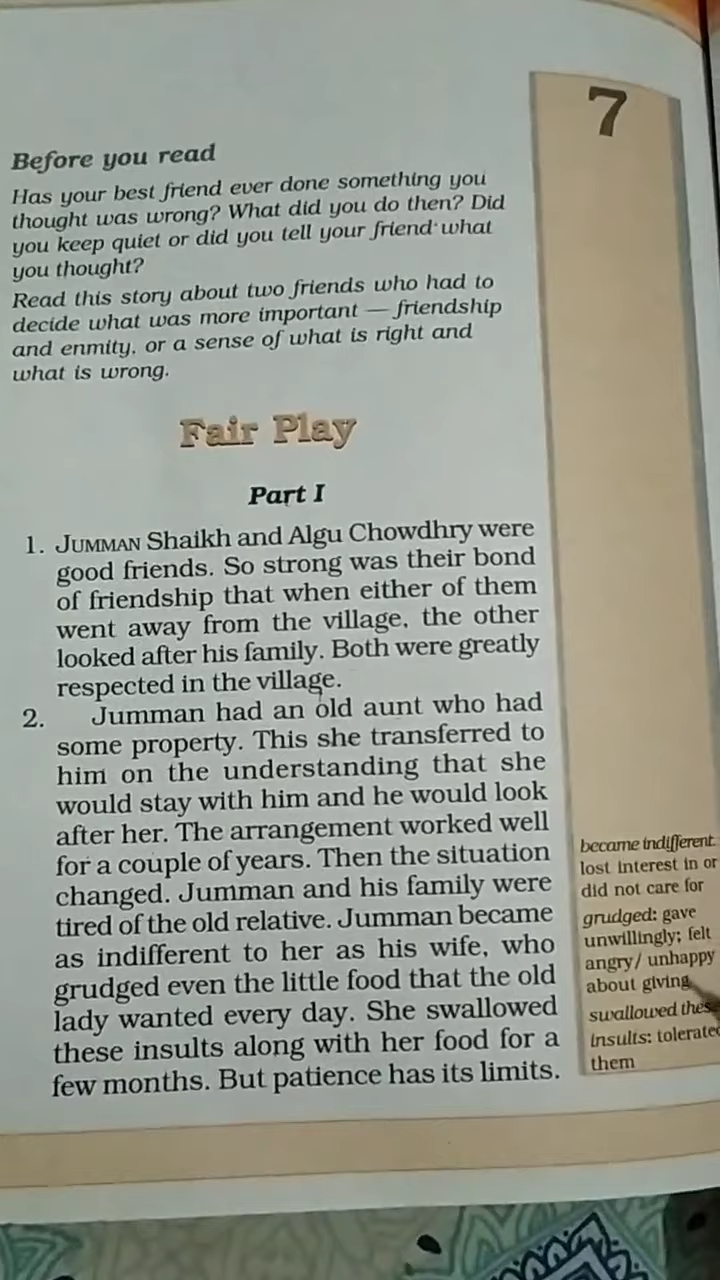 7
Before you read
Has your best friend ever done something you
thought was wrong? What did you do then? Did
you keep quiet or did you tell your friend what
you thought?
Read this story about two friends who had to
decide what was more important — friendship
and enmity, or a sense of what is right and
what is wrong.
Fair Play
Part I
1. JUMMAN Shaikh and Algu Chowdhry were
good friends. So strong was their bond
of friendship that when either of them
went away from the village, the other
looked after his family. Both were greatly
respected in the village.
2. Jumman had an old aunt who had
some property. This she transferred to
him on the understanding that she
would stay with him and he would look
after her. The arrangement worked well
for a couple of years. Then the situation
changed. Jumman and his family were
tired of the old relative. Jumman became
as indifferent to her as his wife, who
grudged even the little food that the old
lady wanted every day. She swallowed
these insults along with her food for a
few months. But patience has its limits.
became indifferent:
lost interest in or
did not care for
grudged: gave
unwillingly; felt
angry/ unhappy
about giving
swallowed these
insults: tolerated
them